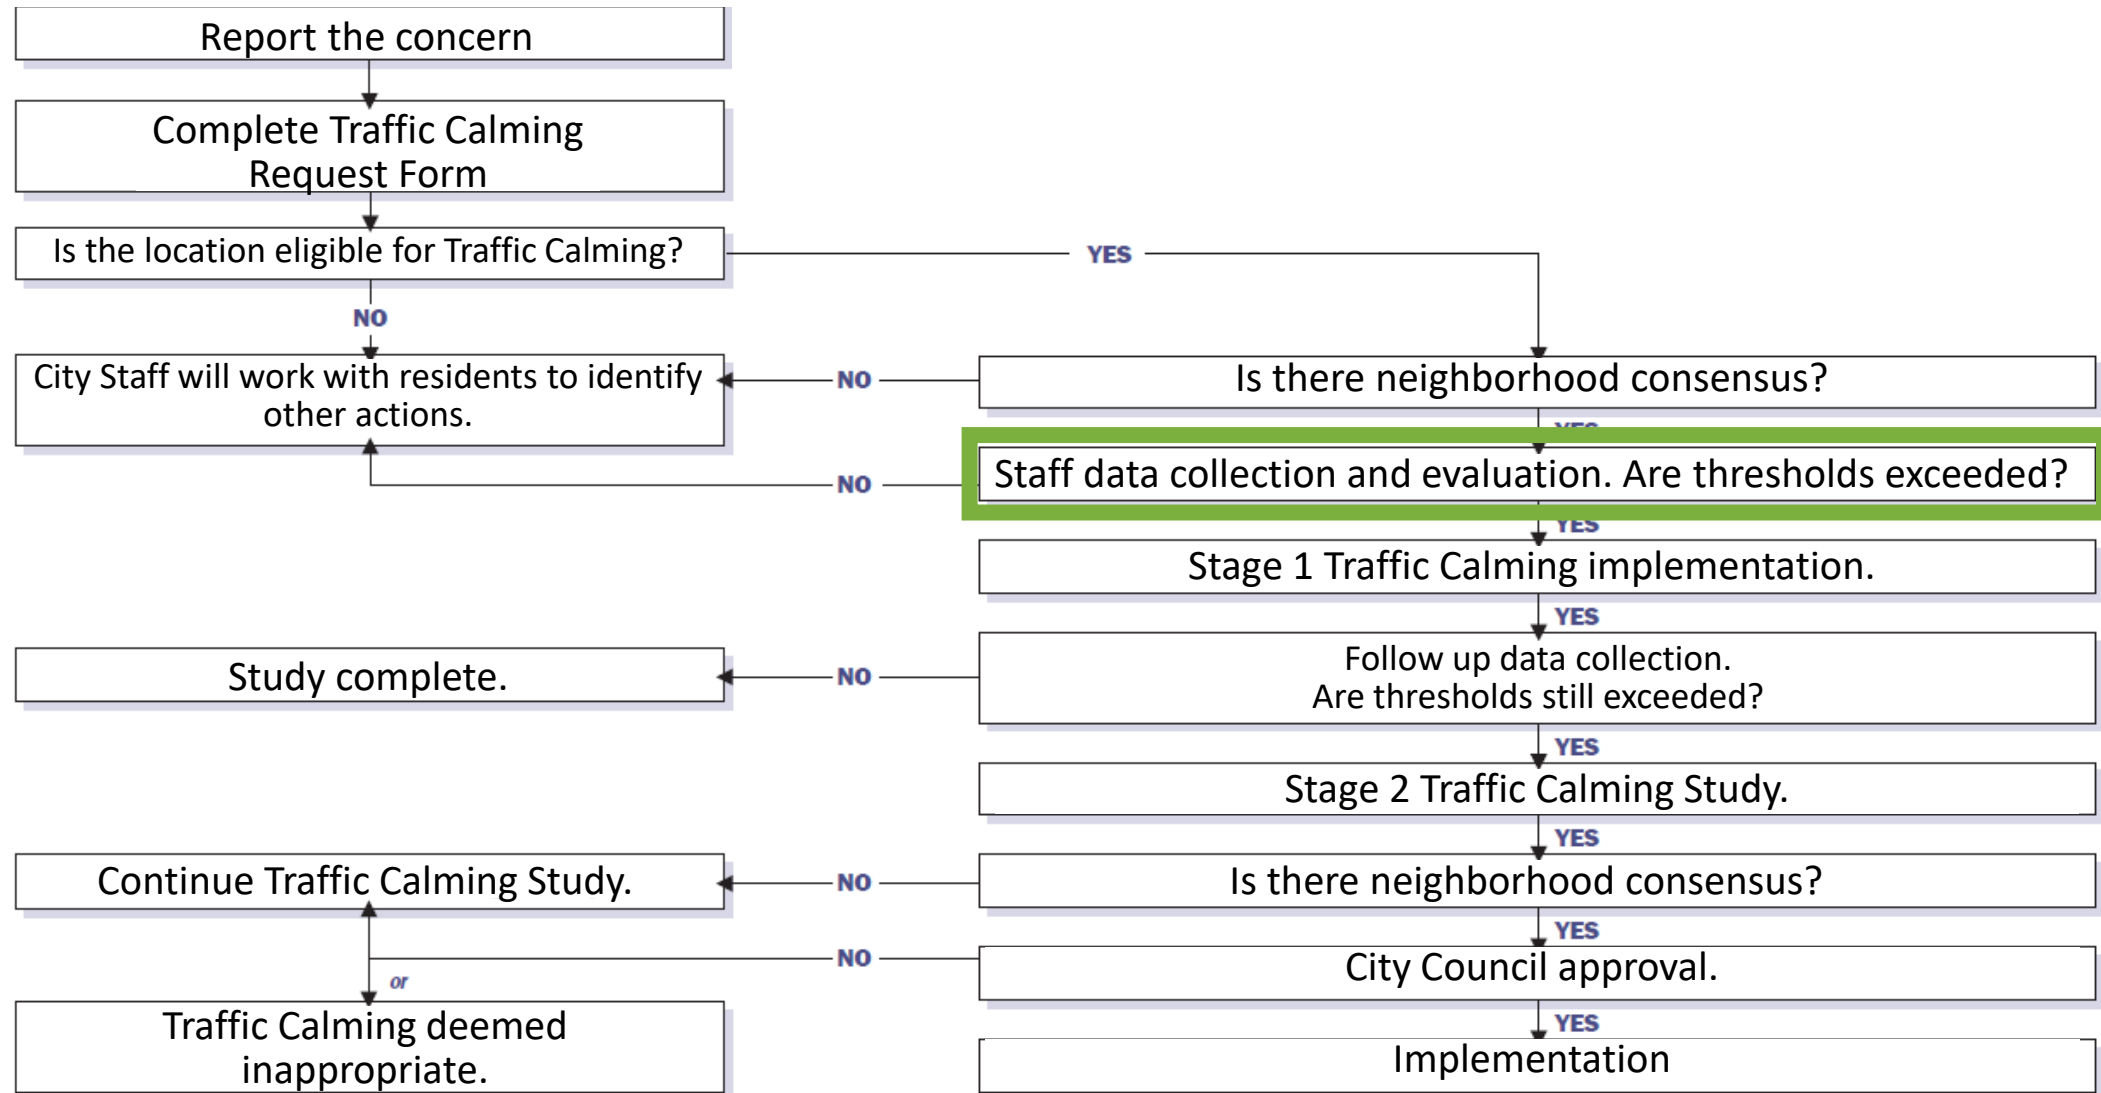 Report the concern
Complete Traffic Calming
Request Form
Is the location eligible for Traffic Calming?
YES
NO
City Staff will work with residents to identify
other actions.
NO
Is there neighborhood consensus?
YES
Staff data collection and evaluation. Are thresholds exceeded?
NO
YES
Stage 1 Traffic Calming implementation.
YES
Follow up data collection.
Are thresholds still exceeded?
NO
Study complete.
YES
Stage 2 Traffic Calming Study.
YES
Is there neighborhood consensus?
NO
Continue Traffic Calming Study.
YES
City Council approval.
NO
or
Traffic Calming deemed
inappropriate.
YES
Implementation